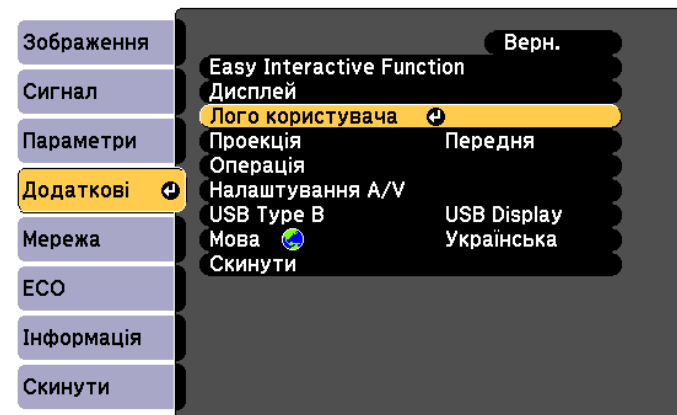 Зображення
Сигнал
Параметри
Додаткові
Мережа
ECO
Інформація
Скинути
Верн.
Easy Interactive Function
Дисплей
Лого користувача
Проекція Передня
Операція
Налаштування A/V
USB Type B USB Display
Мова Українська
Скинути